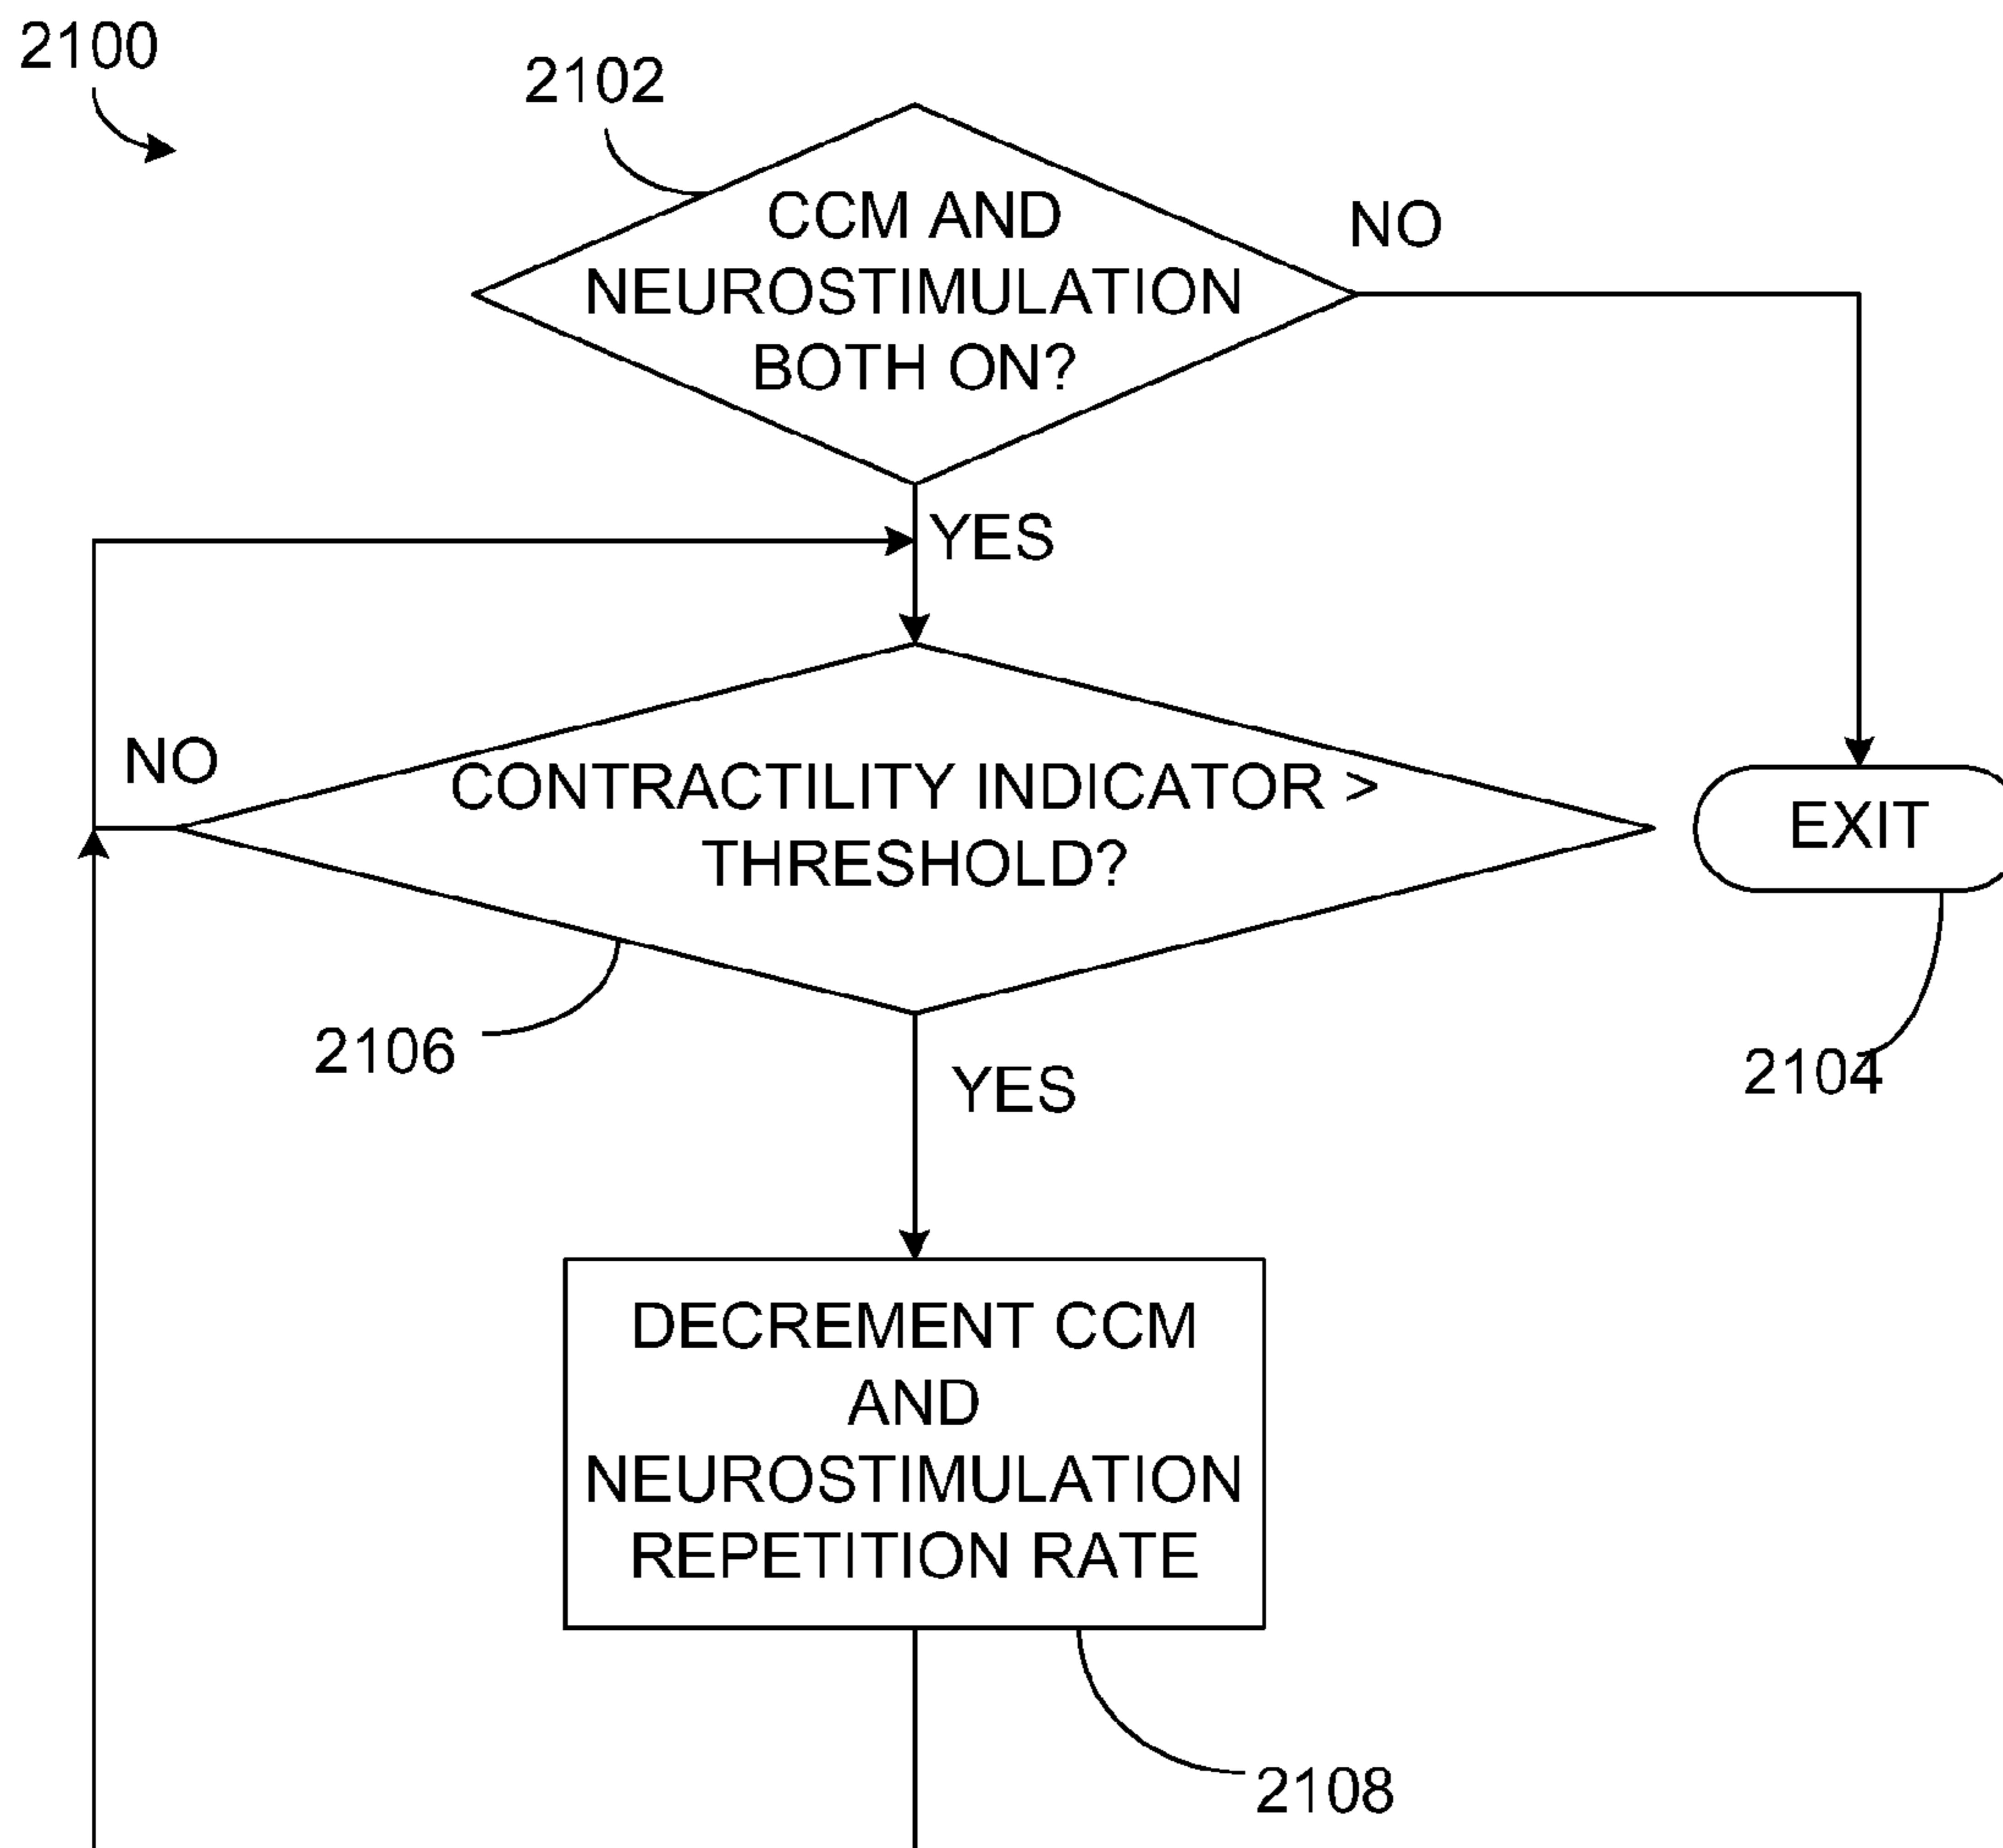 2100
2102
CCM AND
NEUROSTIMULATION
BOTH ON?
NO
YES
NO
CONTRACTILITY INDICATOR >
THRESHOLD?
EXIT
2106
2104
YES
DECREMENT CCM
AND
NEUROSTIMULATION
REPETITION RATE
2108